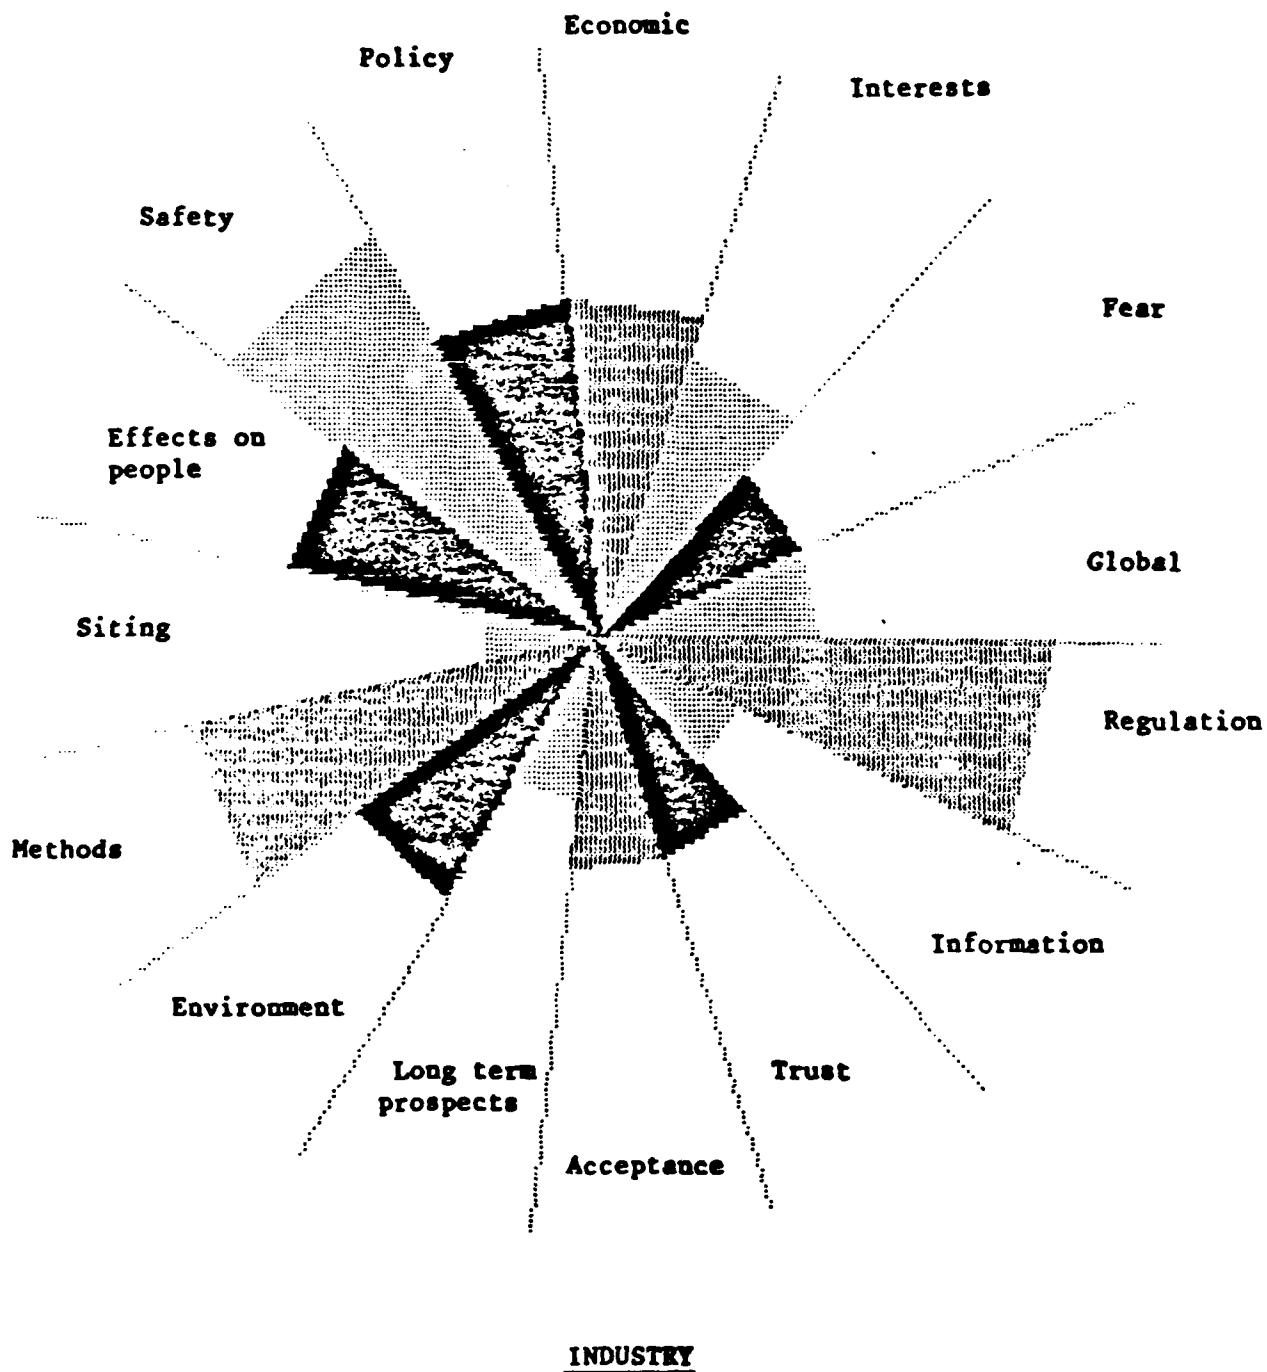 Economic
Policy
Interests
Safety
Fear
Effects on
people
Global
Siting
Regulation
Methods
Information
Environment
Long term
prospects
Trust
Acceptance
INDUSTRY